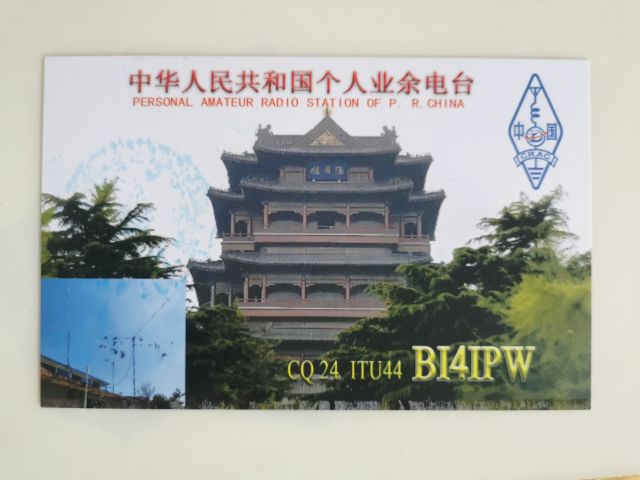 中华人民共和国个人业余电台
PERSONAL AMATEUR RADIO STATION OF P. R. CHINA
中国
CRAC
CQ 24 ITU44 BI4IPW